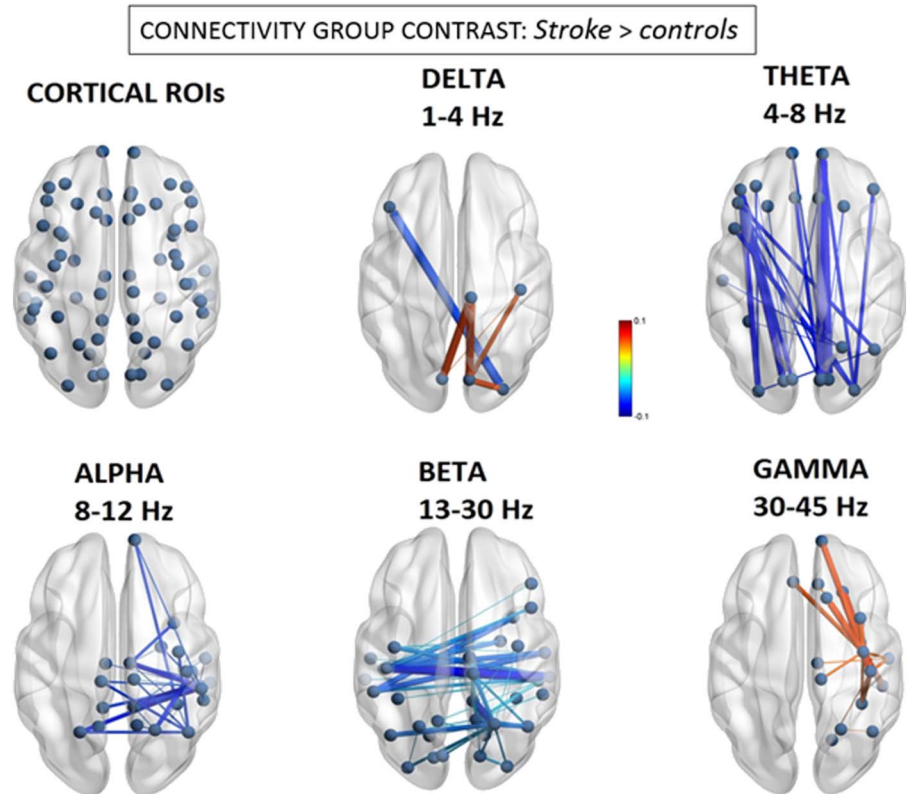 CONNECTIVITY GROUP CONTRAST: Stroke > controls
CORTICAL ROIs
DELTA
1-4 Hz
THETA
4-8 Hz
0.1
-0.1
ALPHA
8-12 Hz
BETA
13-30 Hz
GAMMA
30-45 Hz